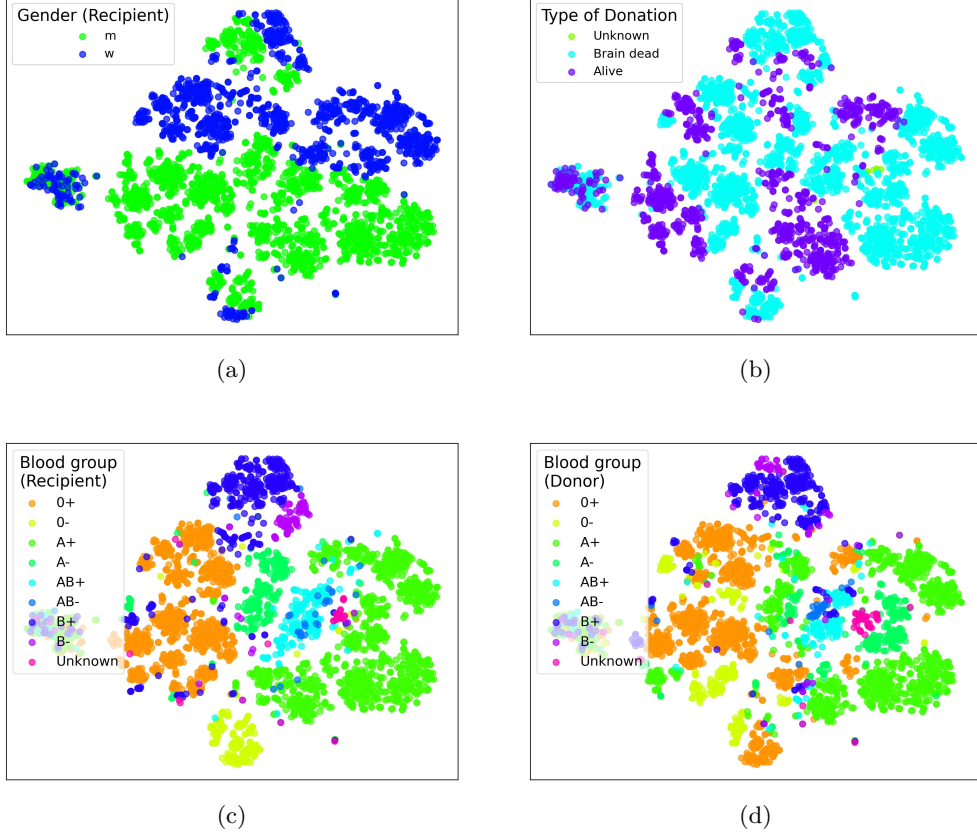 Gender (Recipient)
m
w
(a)
Type of Donation
Unknown
Brain dead
Alive
(b)
Blood group
(Recipient)
0+
0-
A+
A-
AB+
AB-
B+
B-
Unknown
(c)
Blood group
(Donor)
0+
0-
A+
A-
AB+
AB-
B+
B-
Unknown
(d)